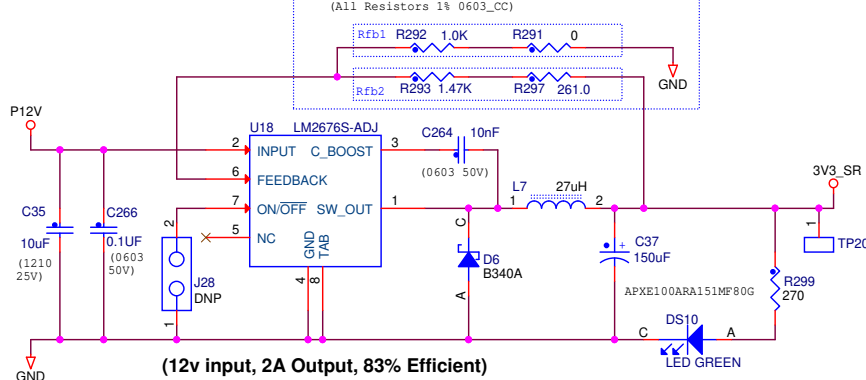 (All Resistors 1% 0603_CC)
Rfb1 R292 1.0K R291 0
Rfb2 R293 1.47K R297 261.0
GND
P12V
U18 LM2676S-ADJ
2 INPUT C_BOOST 3
6 FEEDBACK
7 ON/OFF SW_OUT 1
5 NC
GND TAB
4 8
C264 10nF
(0603 50V)
L7 27uH
1 2
3V3_SR
C35
10uF
(1210
25V)
C266
0.1UF
(0603
50V)
2
J28
DNP
1
C
D6
B340A
A
+
C37
150uF
APXE100ARA151MF80G
1
TP20
R299
270
DS10
C A
LED GREEN
GND
(12v input, 2A Output, 83% Efficient)